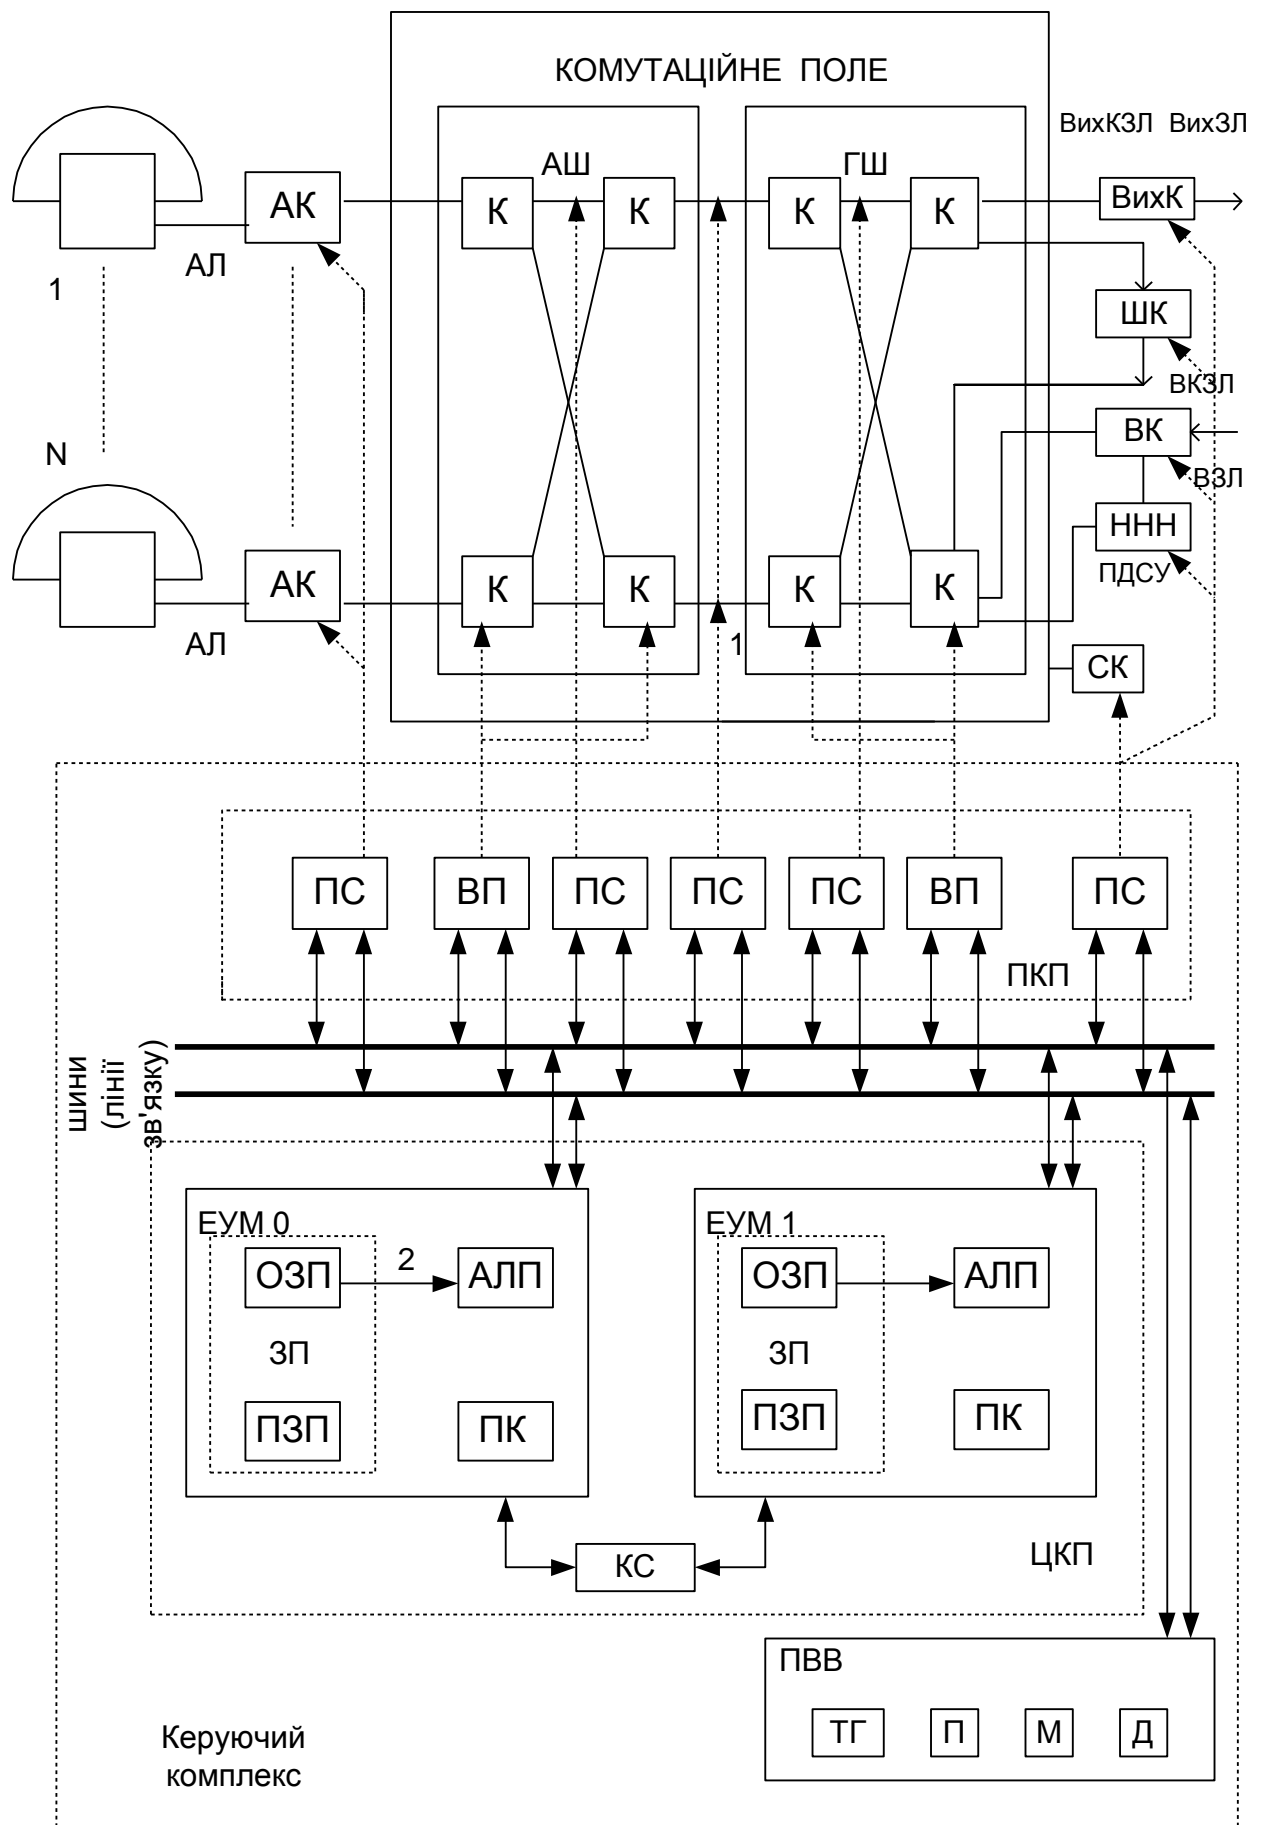 КОМУТАЦІЙНЕ ПОЛЕ
ВихКЗЛ ВихЗЛ
АШ
ГШ
АК
К
К
К
К
ВихК
АЛ
1
ШК
ВКЗЛ
N
ВК
ВЗЛ
ННН
ПДСУ
АК
К
К
К
К
АЛ
1
СК
ПС
ВП
ПС
ПС
ПС
ВП
ПС
ПКП
шини
(лінії
зв'язку)
ЕУМ 0
ЕУМ 1
ОЗП
2
АЛП
ОЗП
АЛП
ЗП
ЗП
ПЗП
ПК
ПЗП
ПК
КС
ЦКП
ПВВ
ТГ
П
М
Д
Керуючий
комплекс